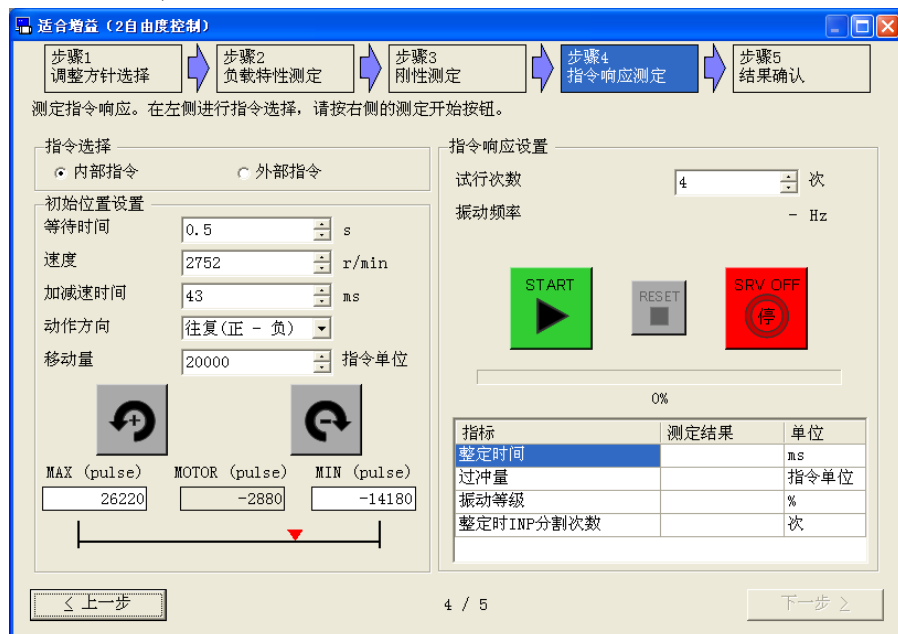 适合增益（2自由度控制）
步骤1
调整方针选择
步骤2
负载特性测定
步骤3
刚性测定
步骤4
指令响应测定
步骤5
结果确认
测定指令响应。在左侧进行指令选择，请按右侧的测定开始按钮。
指令选择
内部指令
外部指令
初始位置设置
等待时间 0.5 s
速度 2752 r/min
加减速时间 43 ms
动作方向 往复(正 - 负)
移动量 20000 指令单位
+ -
MAX (pulse) MOTOR (pulse) MIN (pulse)
26220 -2880 -14180
指令响应设置
试行次数 4 次
振动频率 - Hz
START RESET SRV OFF
停
0%
指标 测定结果 单位
整定时间 ms
过冲量 指令单位
振动等级 %
整定时INP分割次数 次
< 上一步
4 / 5
下一步 >